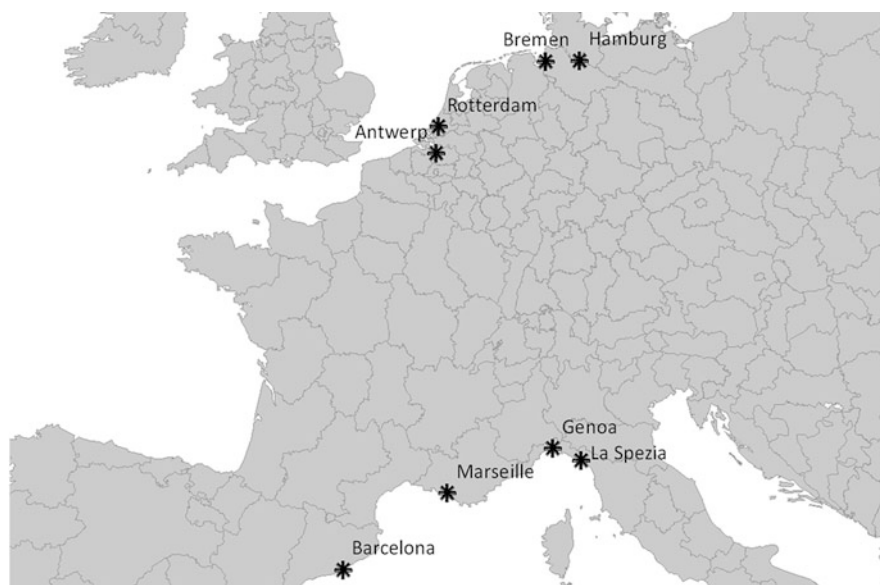 Bremen
Hamburg
Rotterdam
Antwerp
Genoa
La Spezia
Marseille
Barcelona